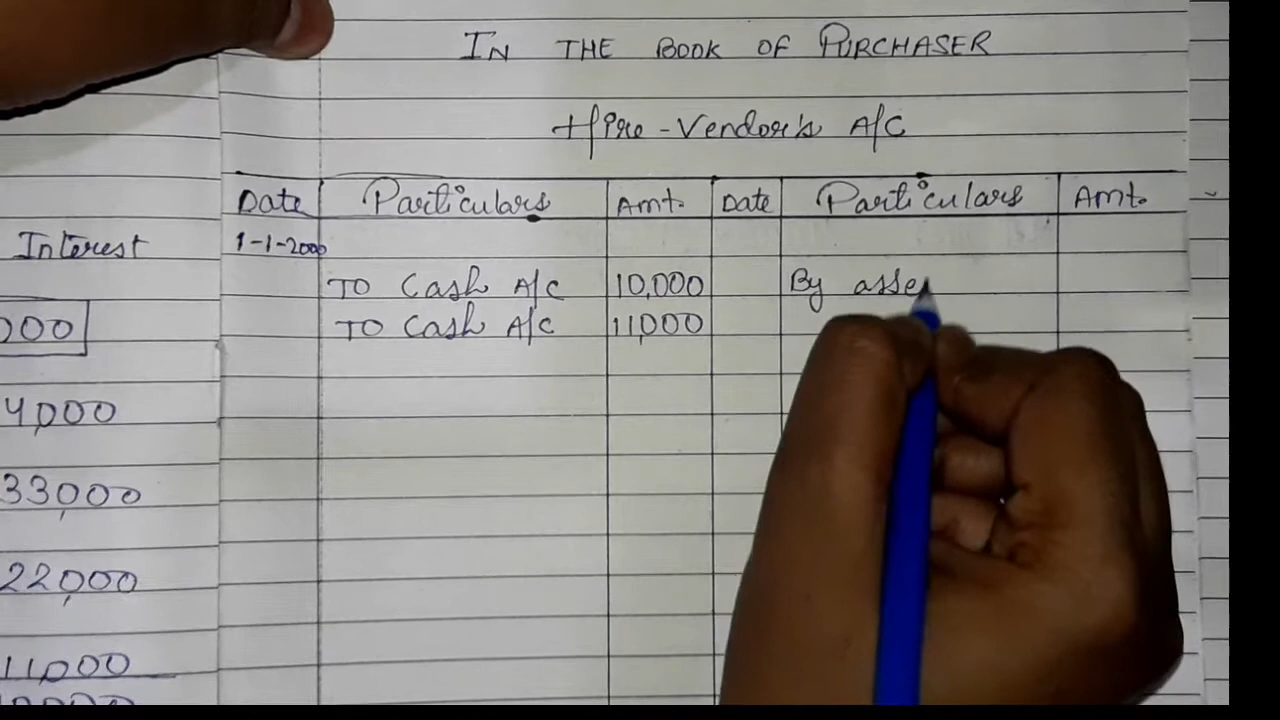 IN THE BOOK OF PURCHASER
Hire-Vendor's A/C
Date Particulars Amt. Date Particulars Amt.
Interest 1-1-2000
To Cash A/C 10,000 By asse
000 To Cash A/C 11,000
4,000
33,000
22,000
11,000